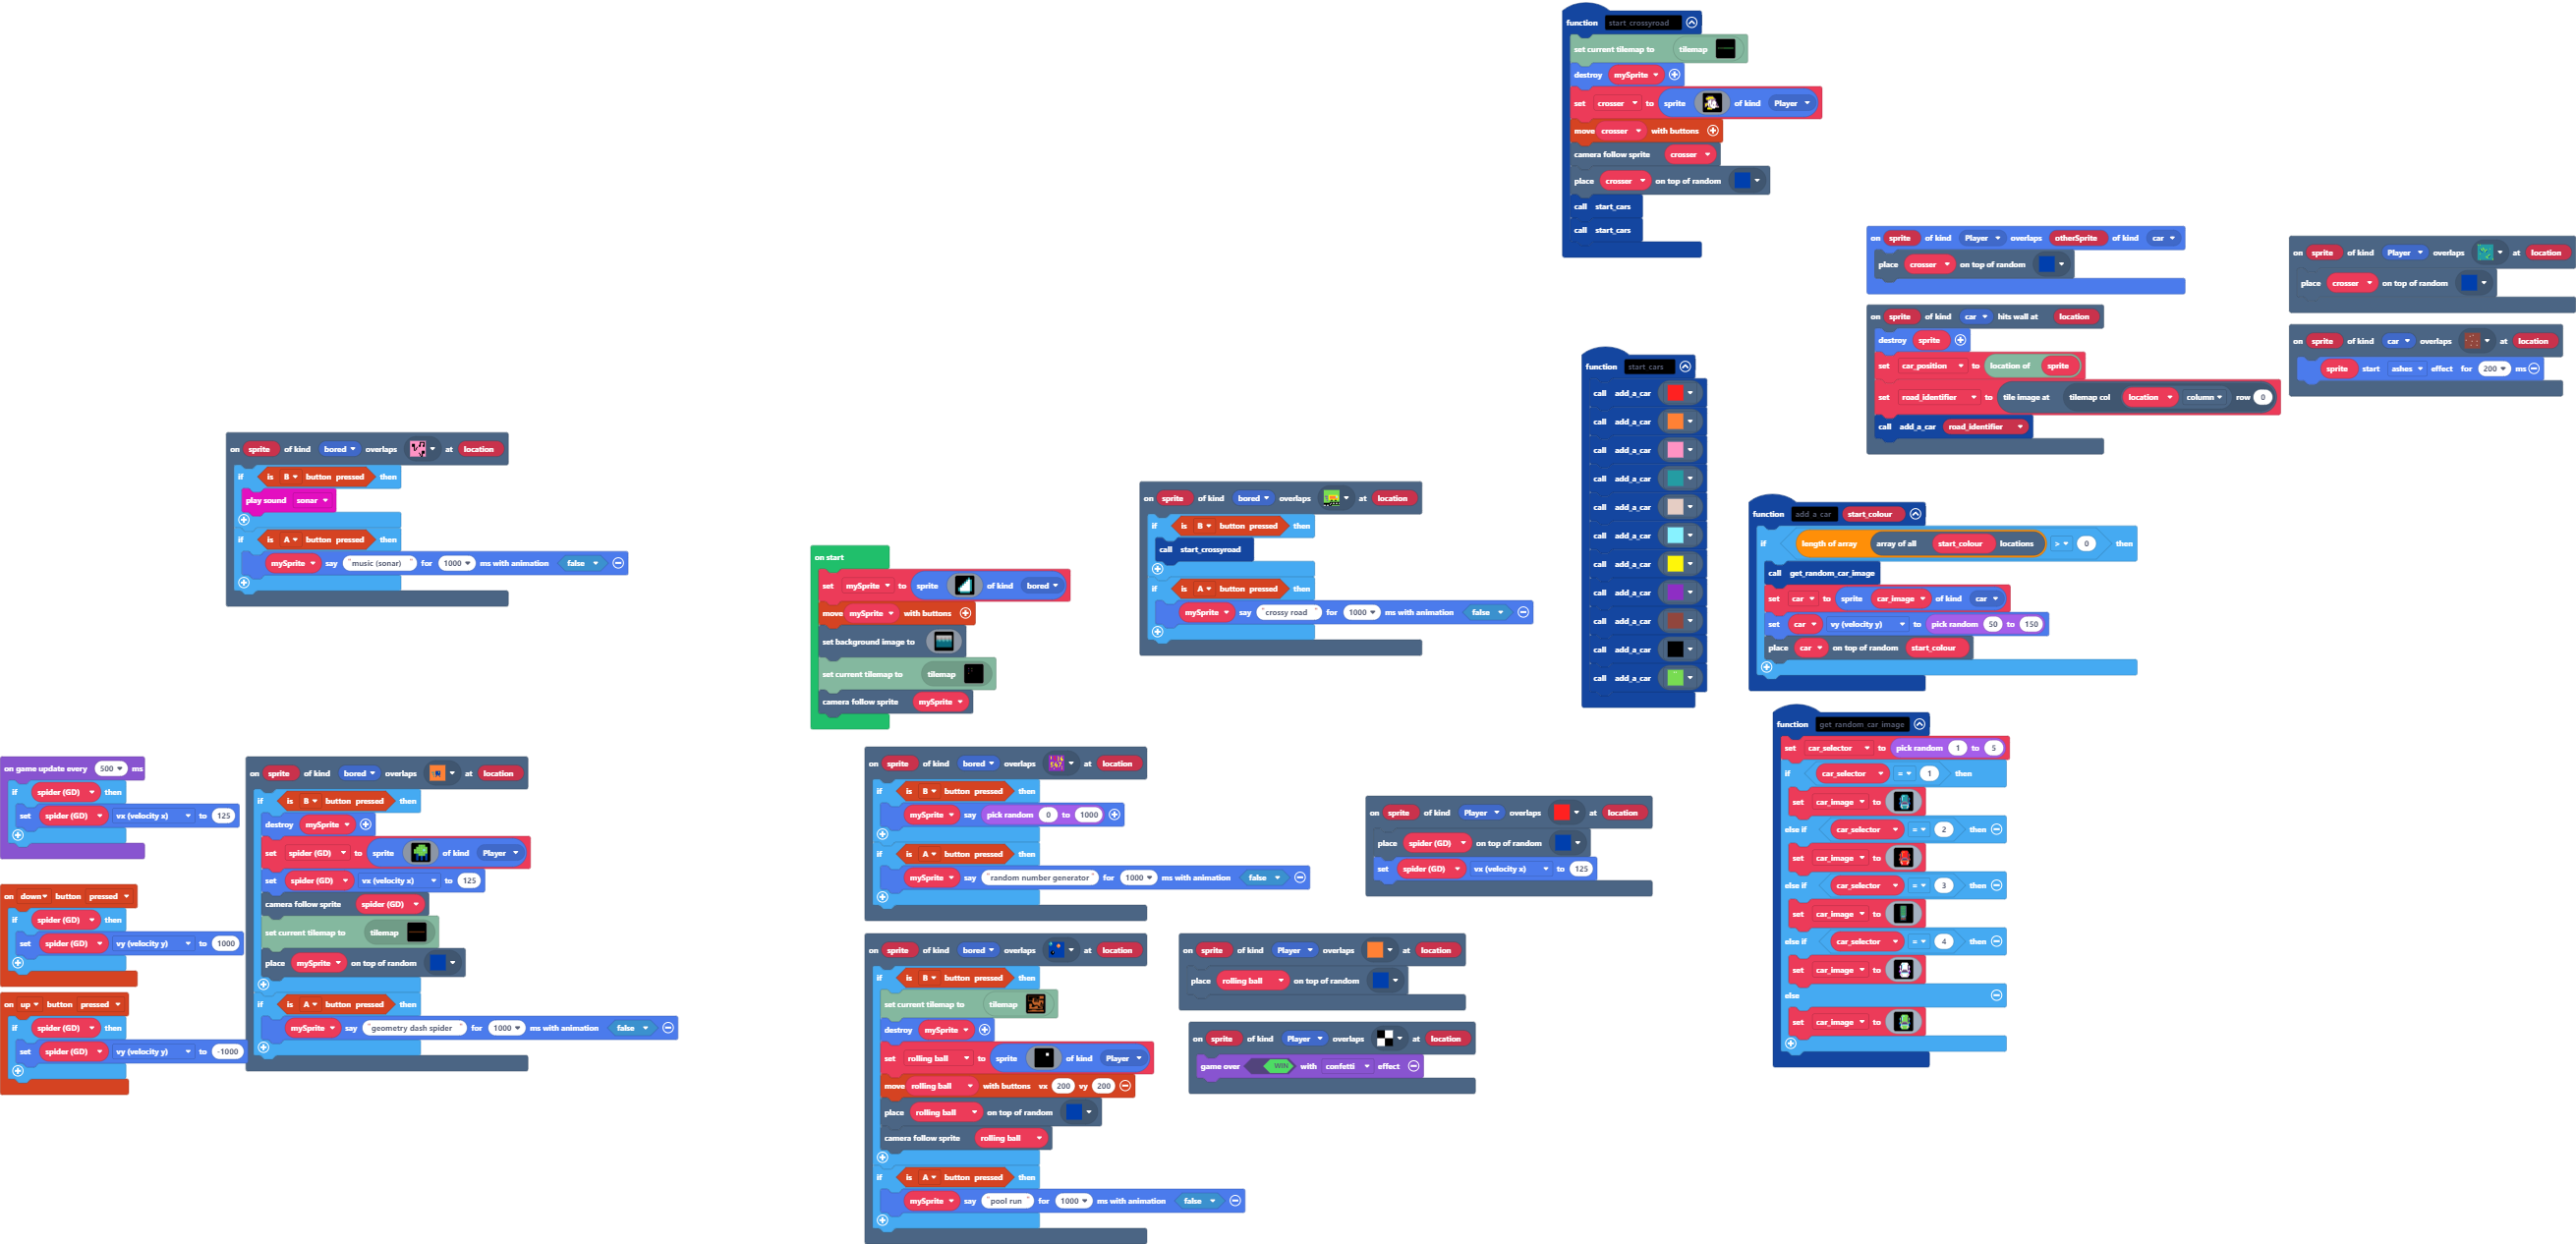 function start crossyroad
set current tilemap to tilemap
destroy mySprite
set crosser to sprite of kind Player
move crosser with buttons
camera follow sprite crosser
place crosser on top of random
call start_cars
call start_cars
on sprite of kind Player overlaps otherSprite of kind car
place crosser on top of random
on sprite of kind Player overlaps at location
place crosser on top of random
on sprite of kind car hits wall at location
destroy sprite
set car_position to location of sprite
set road_identifier to tile image at tilemap col location column row 0
call add_a_car road_identifier
on sprite of kind car overlaps at location
sprite start ashes effect for 200 ms
function start cars
call add_a_car
call add_a_car
call add_a_car
call add_a_car
call add_a_car
call add_a_car
call add_a_car
call add_a_car
call add_a_car
call add_a_car
call add_a_car
on sprite of kind bored overlaps at location
if is B button pressed then
play sound sonar
if is A button pressed then
mySprite say "music (sonar)" for 1000 ms with animation false
on sprite of kind bored overlaps at location
if is B button pressed then
call start_crossyroad
if is A button pressed then
mySprite say "crossy road" for 1000 ms with animation false
function add a car start_colour
if length of array array of all start_colour locations > 0 then
call get_random_car_image
set car to sprite car_image of kind car
set car vy (velocity y) to pick random 50 to 150
place car on top of random start_colour
on start
set mySprite to sprite of kind bored
move mySprite with buttons
set background image to
set current tilemap to tilemap
camera follow sprite mySprite
function get random car image
set car_selector to pick random 1 to 5
if car_selector = 1 then
set car_image to
else if car_selector = 2 then
set car_image to
else if car_selector = 3 then
set car_image to
else if car_selector = 4 then
set car_image to
else
set car_image to
on game update every 500 ms
if spider (GD) then
set spider (GD) vx (velocity x) to 125
on down button pressed
if spider (GD) then
set spider (GD) vy (velocity y) to 1000
on up button pressed
if spider (GD) then
set spider (GD) vy (velocity y) to -1000
on sprite of kind bored overlaps at location
if is B button pressed then
destroy mySprite
set spider (GD) to sprite of kind Player
set spider (GD) vx (velocity x) to 125
camera follow sprite spider (GD)
set current tilemap to tilemap
place mySprite on top of random
if is A button pressed then
mySprite say "geometry dash spider" for 1000 ms with animation false
on sprite of kind bored overlaps at location
if is B button pressed then
mySprite say pick random 0 to 1000
if is A button pressed then
mySprite say "random number generator" for 1000 ms with animation false
on sprite of kind Player overlaps at location
place spider (GD) on top of random
set spider (GD) vx (velocity x) to 125
on sprite of kind bored overlaps at location
if is B button pressed then
set current tilemap to tilemap
destroy mySprite
set rolling ball to sprite of kind Player
move rolling ball with buttons vx 200 vy 200
place rolling ball on top of random
camera follow sprite rolling ball
if is A button pressed then
mySprite say "pool run" for 1000 ms with animation false
on sprite of kind Player overlaps at location
place rolling ball on top of random
on sprite of kind Player overlaps at location
game over WIN with confetti effect